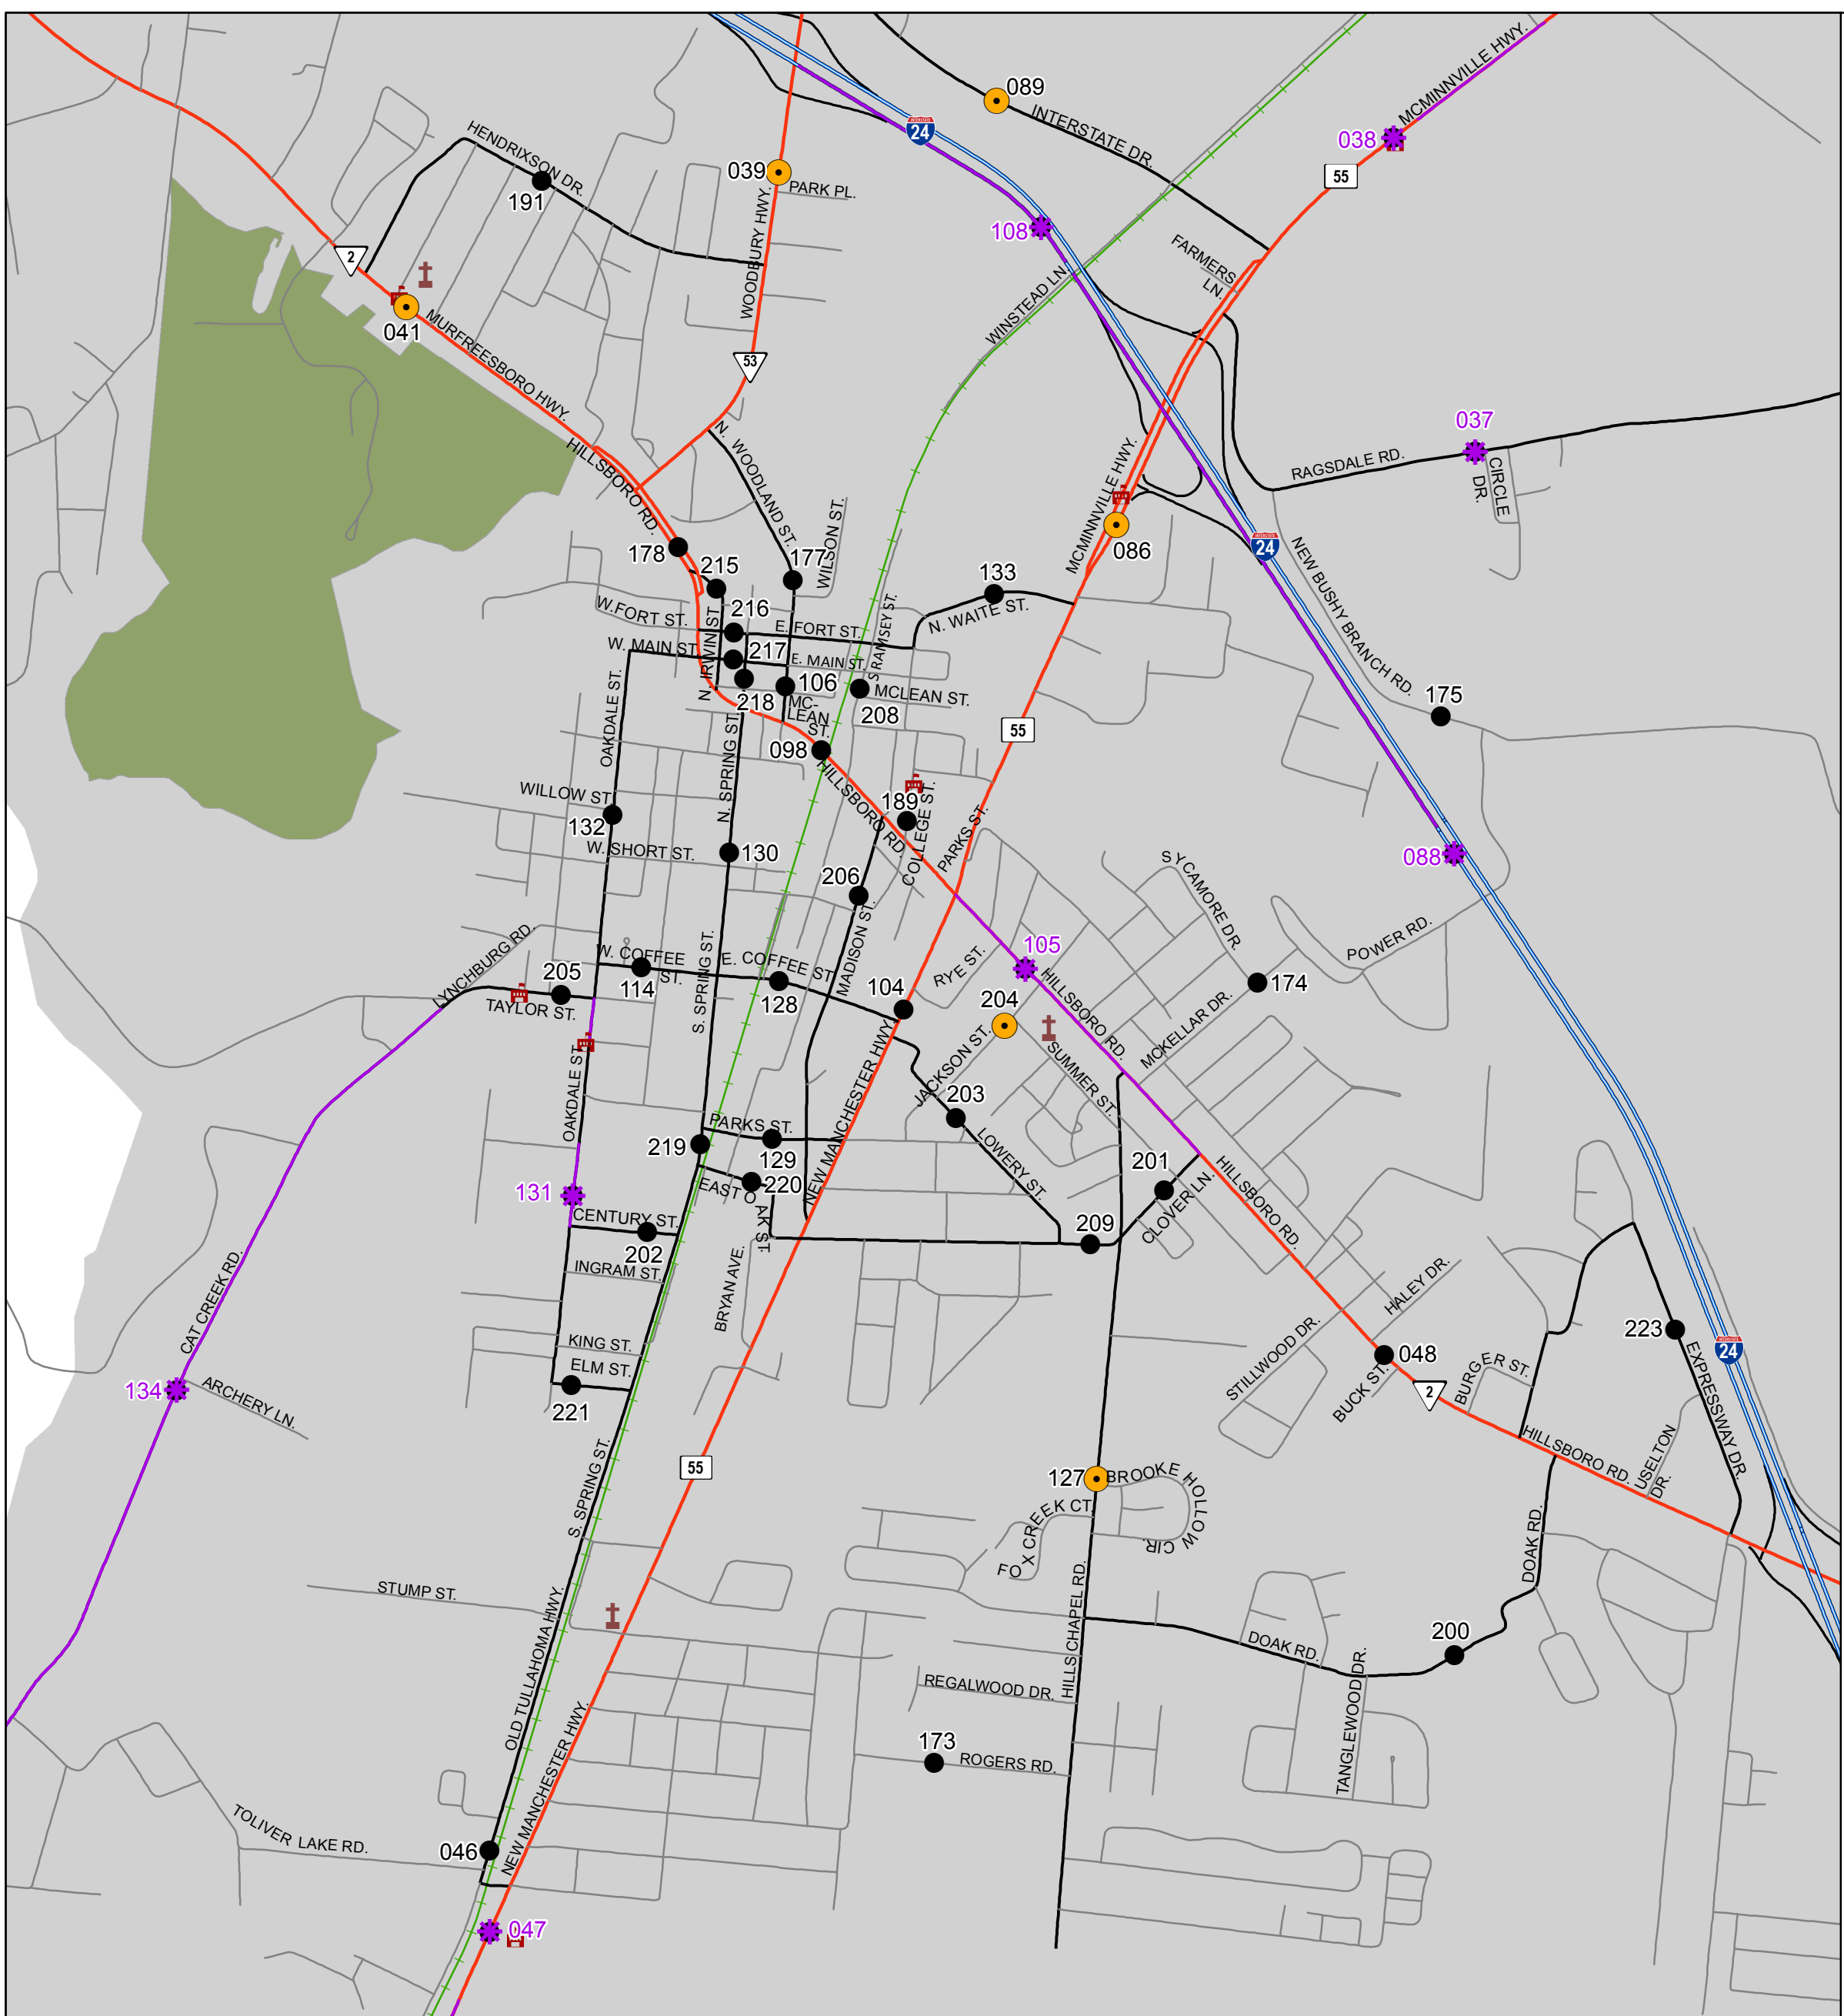 089
INTERSTATE DR.
MCMINNVILLE HWY.
038
55
24
HENDRIXSON DR.
191
039
PARK PL.
WOODBURY HWY.
108
FARMERS
LN.
WINSTEAD LN.
2
041
MURFREESBORO HWY.
53
037
RAGSDALE RD.
CIRCLE
DR.
N. WOODLAND ST.
HILLSBORO RD.
MCMINNVILLE HWY.
086
24
178
215
177
WILSON ST.
133
N. WAITE ST.
NEW BUSHY BRANCH RD.
W.FORT ST.
216
E. FORT ST.
S RAMSEY ST.
W. MAIN ST.
N. IRWIN ST.
217
E. MAIN ST.
218
106
MC-
LEAN
ST.
MCLEAN ST.
208
175
OAKDALE ST.
N. SPRING ST.
098
55
HILLSBORO RD.
WILLOW ST.
132
189
COLLEGE ST.
PARKS ST.
W. SHORT ST.
130
088
206
MADISON ST.
SYCAMORE DR.
POWER RD.
LYNCHBURG RD.
205
TAYLOR ST.
W. COFFEE
ST.
114
S. SPRING ST.
E. COFFEE ST.
128
104
RYE ST.
105
HILLSBORO RD.
174
MCKELLAR DR.
204
JACKSON ST.
SUMMER ST.
OAKDALE ST.
NEW MANCHESTER HWY.
203
LOWERY ST.
219
PARKS ST.
129
220
EAST OAK ST.
201
CLOVER LN.
HILLSBORO RD.
131
CENTURY ST.
202
209
INGRAM ST.
BRYAN AVE.
CAT CREEK RD.
HALEY DR.
223
EXPRESSWAY DR.
24
KING ST.
ELM ST.
221
134
ARCHERY LN.
STILLWOOD DR.
048
BUCK ST.
2
BURGER ST.
HILLSBORO RD.
USELTON
DR.
55
S. SPRING ST.
127
BROOKE HOLLOW CIR.
FOX CREEK CT.
HILLS CHAPEL RD.
DOAK RD.
STUMP ST.
OLD TULLAHOMA HWY.
DOAK RD.
200
TANGLEWOOD DR.
REGALWOOD DR.
173
ROGERS RD.
NEW MANCHESTER HWY.
TOLIVER LAKE RD.
046
047